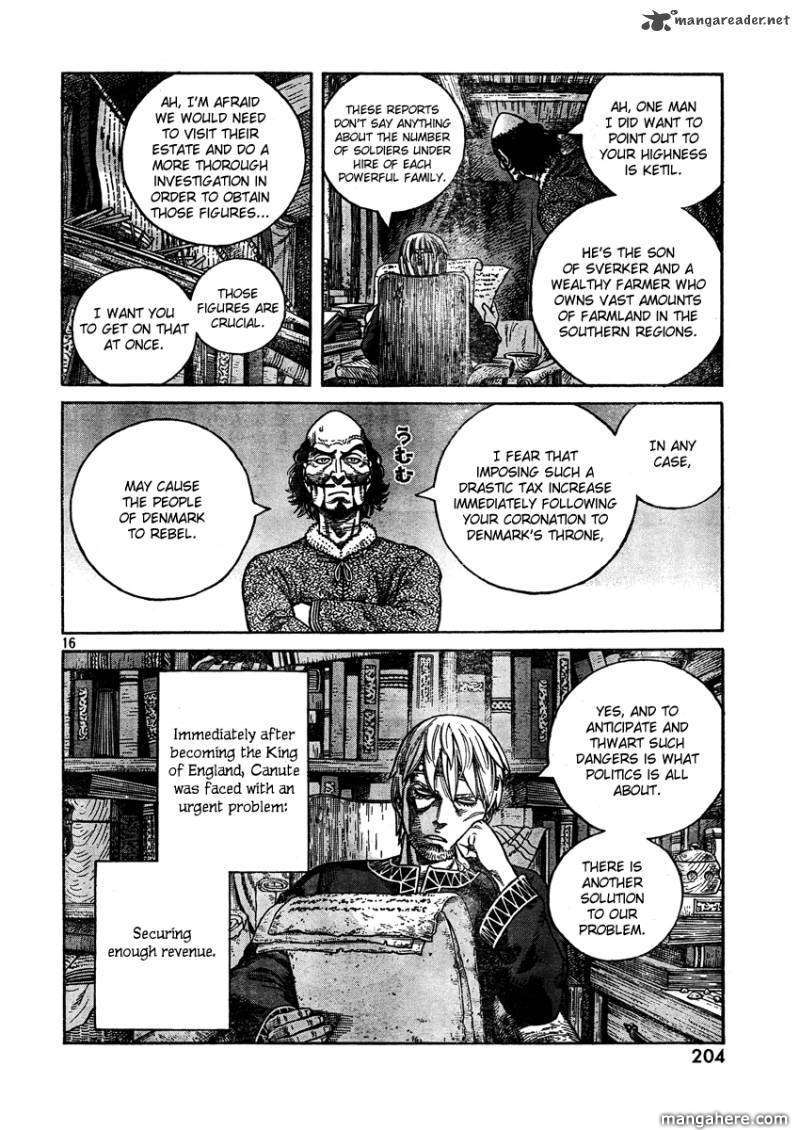 mangareader.net
AH, ONE MAN
I DID WANT TO
POINT OUT TO
YOUR HIGHNESS
IS KETIL.
HE'S THE SON
OF SVERKER AND A
WEALTHY FARMER WHO
OWNS VAST AMOUNTS
OF FARMLAND IN THE
SOUTHERN REGIONS.
THESE REPORTS
DON'T SAY ANYTHING
ABOUT THE NUMBER
OF SOLDIERS UNDER
HIRE OF EACH
POWERFUL FAMILY.
AH, I'M AFRAID
WE WOULD NEED
TO VISIT THEIR
ESTATE AND DO A
MORE THOROUGH
INVESTIGATION IN
ORDER TO OBTAIN
THOSE FIGURES...
THOSE
FIGURES ARE
CRUCIAL.
I WANT YOU
TO GET ON THAT
AT ONCE.
IN ANY
CASE,
I FEAR THAT
IMPOSING SUCH A
DRASTIC TAX INCREASE
IMMEDIATELY FOLLOWING
YOUR CORONATION TO
DENMARK'S THRONE,
うむむ
MAY CAUSE
THE PEOPLE
OF DENMARK
TO REBEL.
16
YES, AND TO
ANTICIPATE AND
THWART SUCH
DANGERS IS WHAT
POLITICS IS ALL
ABOUT.
THERE IS
ANOTHER
SOLUTION
TO OUR
PROBLEM.
Immediately after
becoming the King
of England, Canute
was faced with an
urgent problem:
Securing
enough revenue.
204
mangahere.com